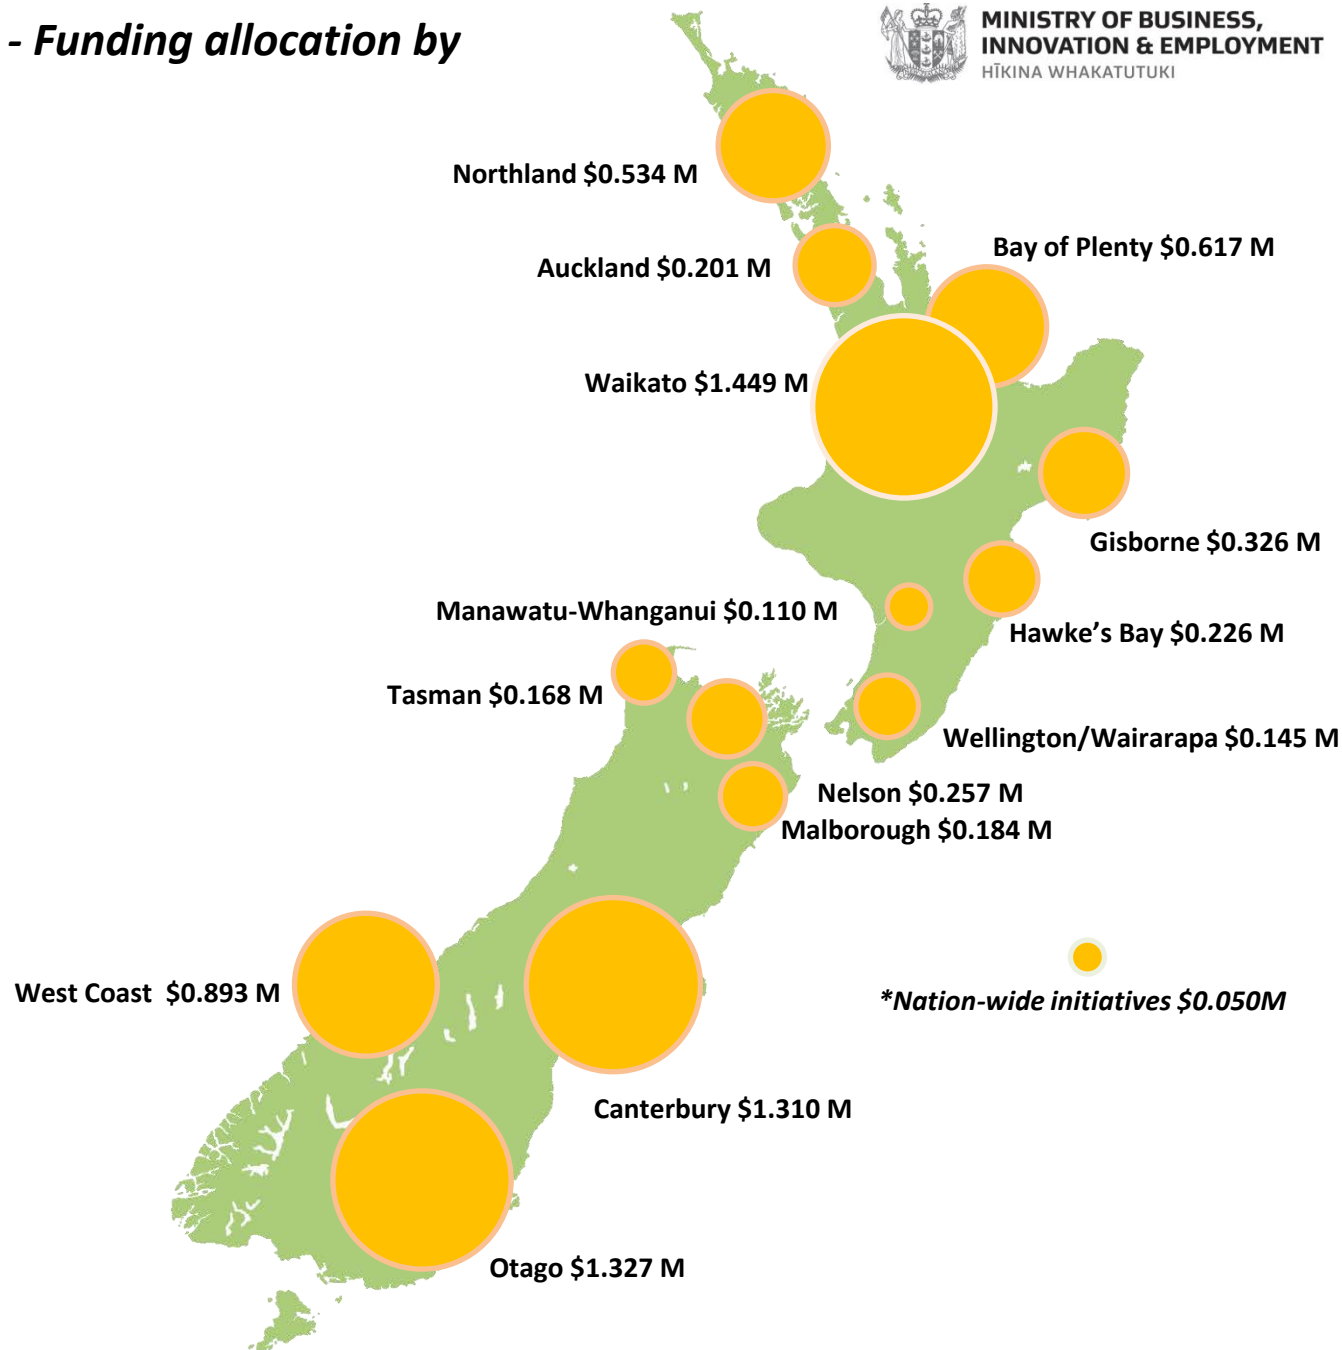 - Funding allocation by
MINISTRY OF BUSINESS,
INNOVATION & EMPLOYMENT
HĪKINA WHAKATUTUKI
Northland $0.534 M
Auckland $0.201 M
Bay of Plenty $0.617 M
Waikato $1.449 M
Gisborne $0.326 M
Manawatu-Whanganui $0.110 M
Hawke’s Bay $0.226 M
Tasman $0.168 M
Wellington/Wairarapa $0.145 M
Nelson $0.257 M
Malborough $0.184 M
West Coast  $0.893 M
*Nation-wide initiatives $0.050M
Canterbury $1.310 M
Otago $1.327 M